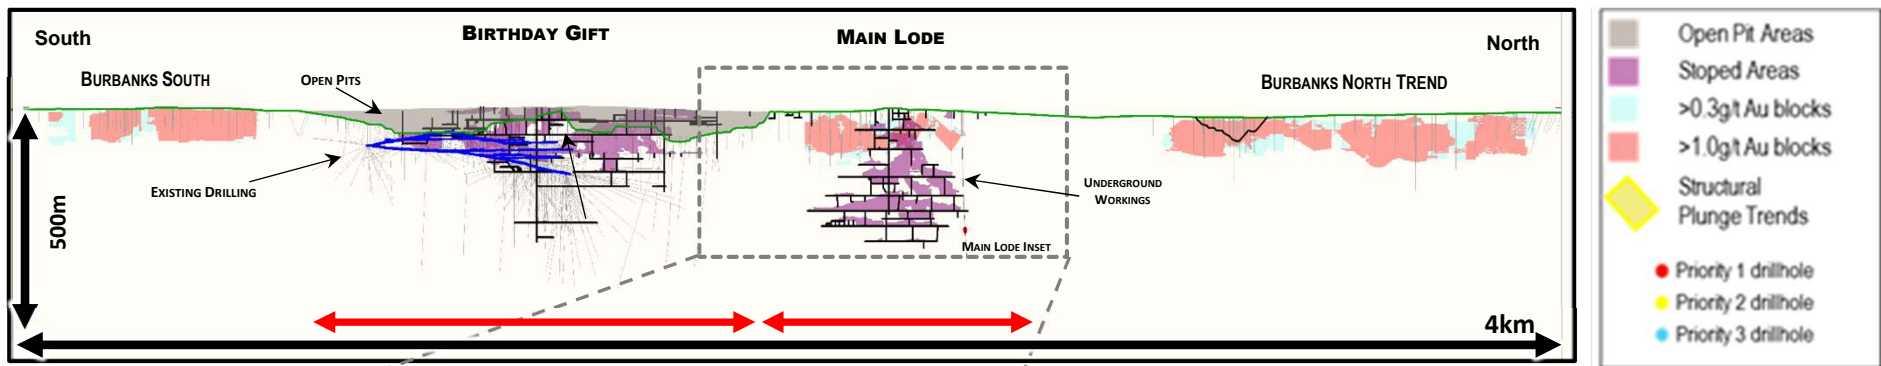 South
BIRTHDAY GIFT
MAIN LODE
North
BURBANKS SOUTH
OPEN PITS
BURBANKS NORTH TREND
EXISTING DRILLING
UNDERGROUND
WORKINGS
MAIN LODE INSET
500m
4km
Open Pit Areas
Stoped Areas
>0.3g/t Au blocks
>1.0g/t Au blocks
Structural
Plunge Trends
Priority 1 drillhole
Priority 2 drillhole
Priority 3 drillhole